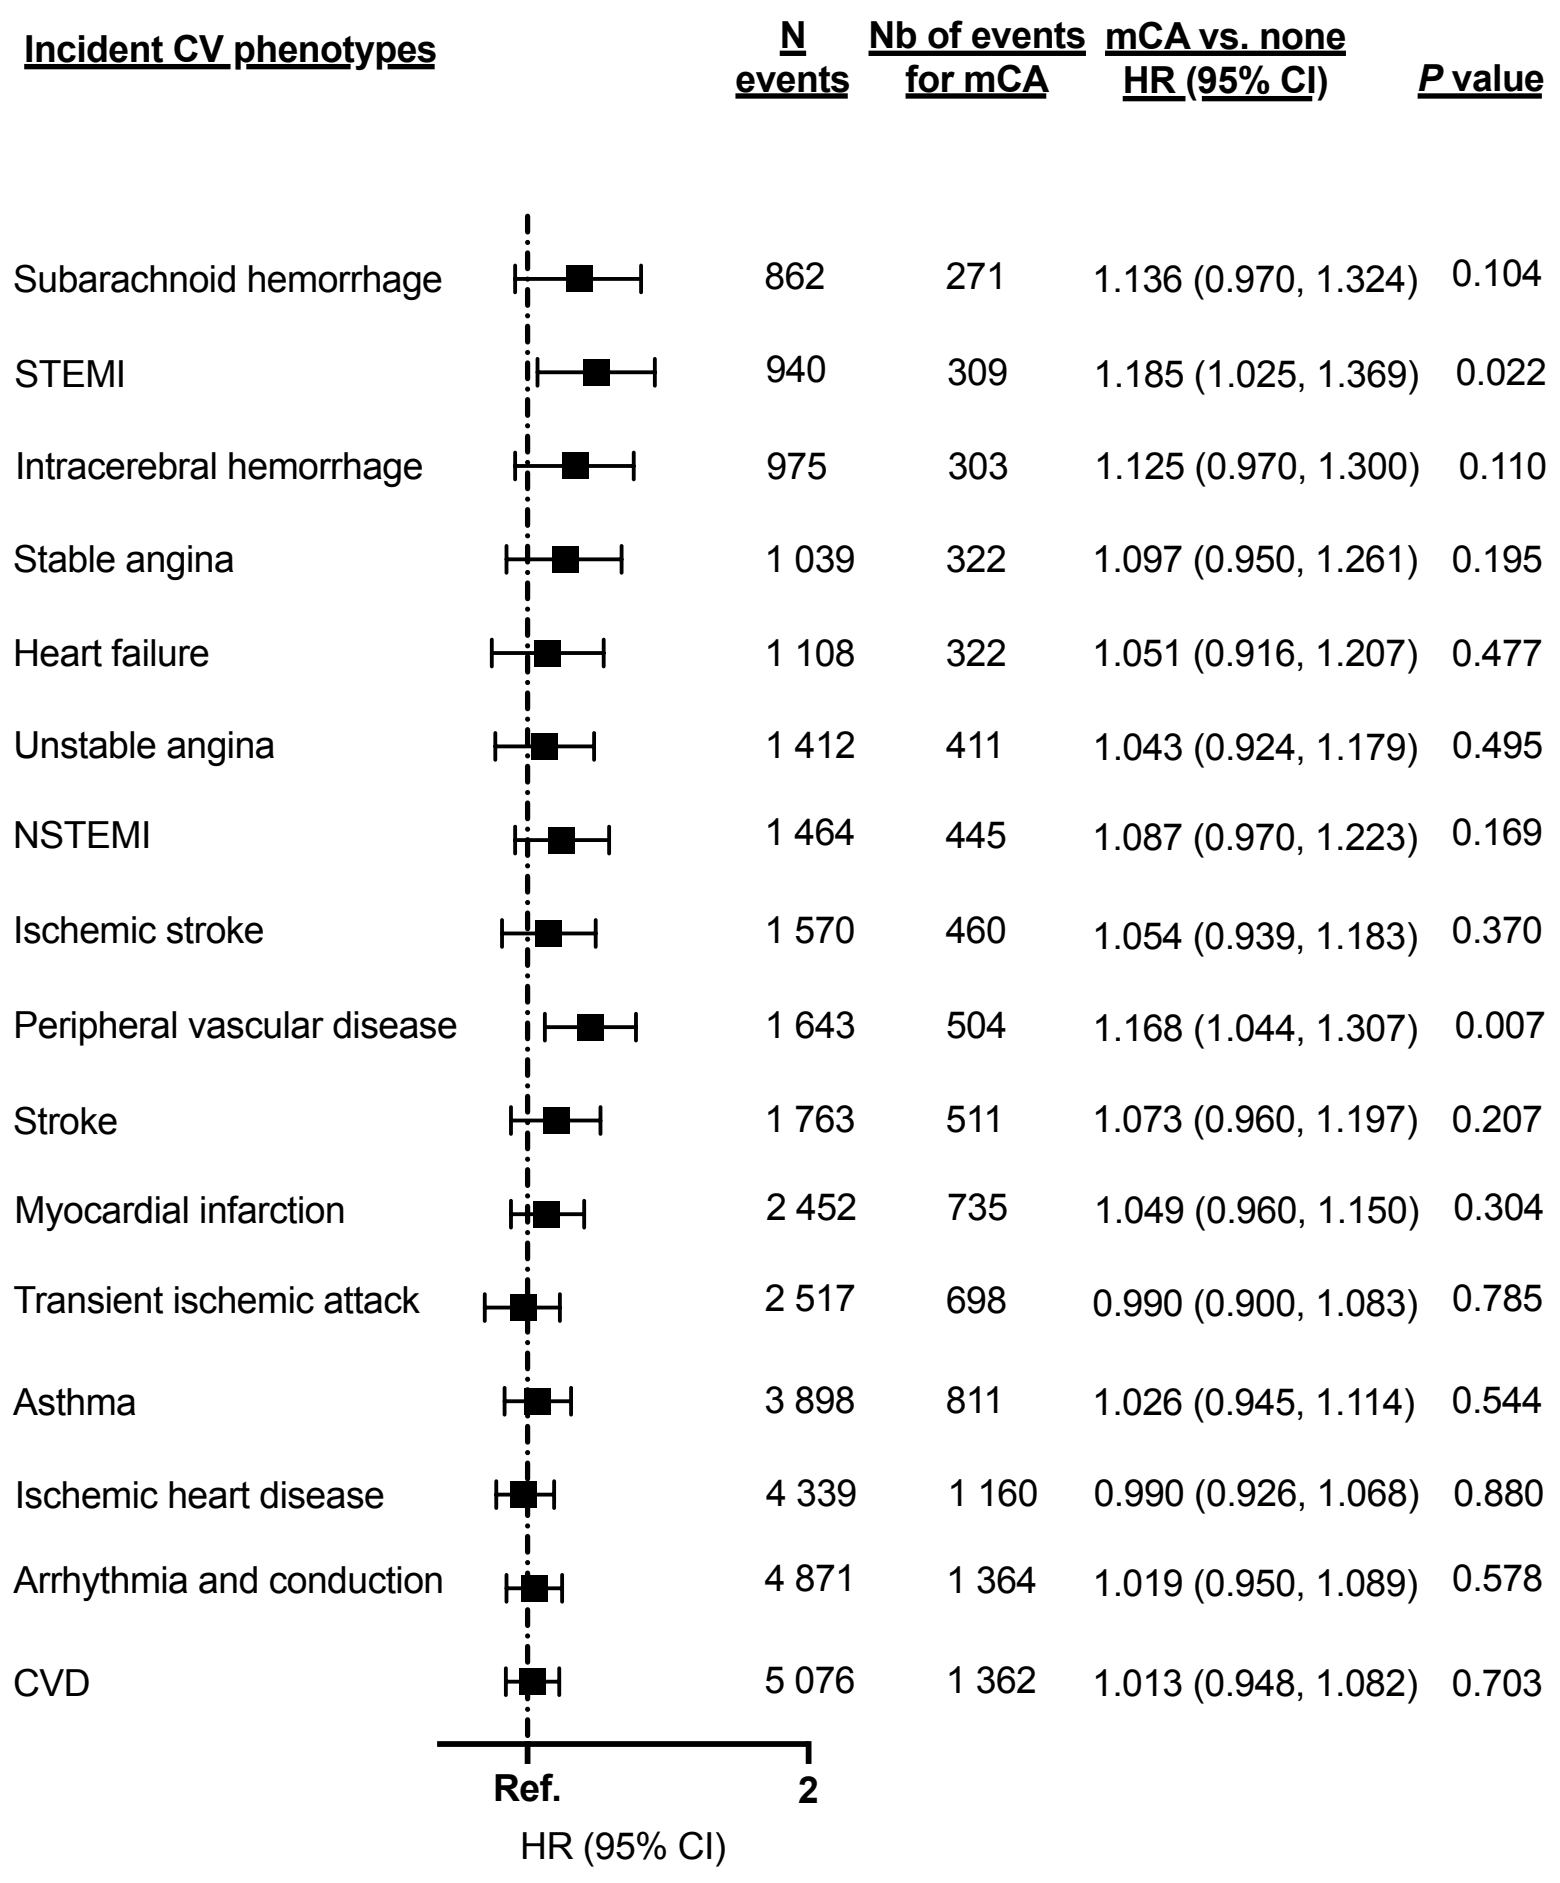 Incident CV phenotypes N events Nb of events for mCA mCA vs. none HR (95% CI) P value
Subarachnoid hemorrhage 862 271 1.136 (0.970, 1.324) 0.104
STEMI 940 309 1.185 (1.025, 1.369) 0.022
Intracerebral hemorrhage 975 303 1.125 (0.970, 1.300) 0.110
Stable angina 1 039 322 1.097 (0.950, 1.261) 0.195
Heart failure 1 108 322 1.051 (0.916, 1.207) 0.477
Unstable angina 1 412 411 1.043 (0.924, 1.179) 0.495
NSTEMI 1 464 445 1.087 (0.970, 1.223) 0.169
Ischemic stroke 1 570 460 1.054 (0.939, 1.183) 0.370
Peripheral vascular disease 1 643 504 1.168 (1.044, 1.307) 0.007
Stroke 1 763 511 1.073 (0.960, 1.197) 0.207
Myocardial infarction 2 452 735 1.049 (0.960, 1.150) 0.304
Transient ischemic attack 2 517 698 0.990 (0.900, 1.083) 0.785
Asthma 3 898 811 1.026 (0.945, 1.114) 0.544
Ischemic heart disease 4 339 1 160 0.990 (0.926, 1.068) 0.880
Arrhythmia and conduction 4 871 1 364 1.019 (0.950, 1.089) 0.578
CVD 5 076 1 362 1.013 (0.948, 1.082) 0.703
Ref. 2
HR (95% CI)